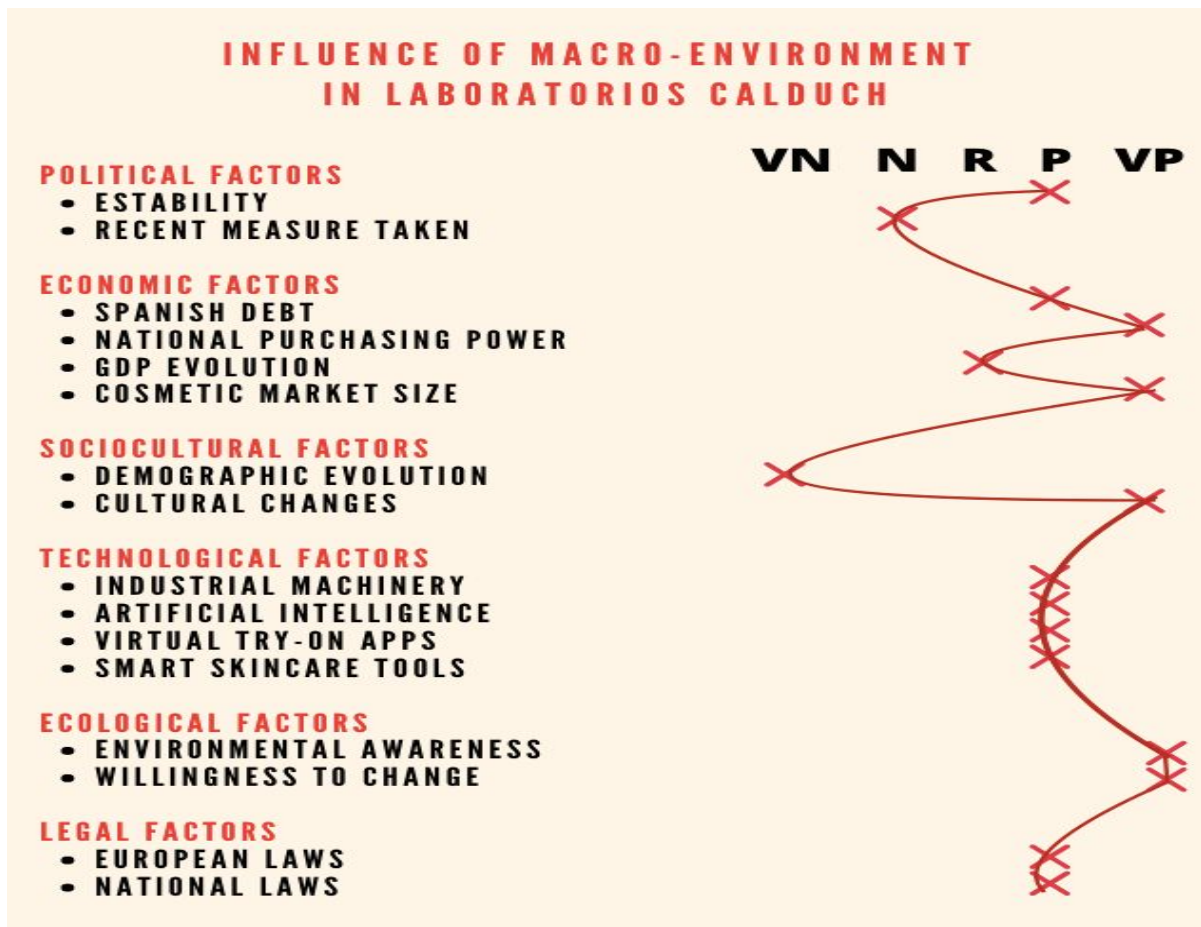 INFLUENCE OF MACRO-ENVIRONMENT
IN LABORATORIOS CALDUCH
VN N R P VP
POLITICAL FACTORS
• ESTABILITY
• RECENT MEASURE TAKEN
ECONOMIC FACTORS
• SPANISH DEBT
• NATIONAL PURCHASING POWER
• GDP EVOLUTION
• COSMETIC MARKET SIZE
SOCIOCULTURAL FACTORS
• DEMOGRAPHIC EVOLUTION
• CULTURAL CHANGES
TECHNOLOGICAL FACTORS
• INDUSTRIAL MACHINERY
• ARTIFICIAL INTELLIGENCE
• VIRTUAL TRY-ON APPS
• SMART SKINCARE TOOLS
ECOLOGICAL FACTORS
• ENVIRONMENTAL AWARENESS
• WILLINGNESS TO CHANGE
LEGAL FACTORS
• EUROPEAN LAWS
• NATIONAL LAWS